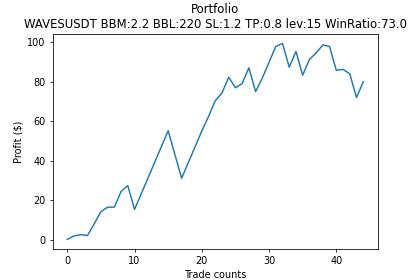 Portfolio
WAVESUSDT BBM:2.2 BBL:220 SL:1.2 TP:0.8 lev:15 WinRatio:73.0
100
80
60
40
20
0
Profit ($)
0 10 20 30 40
Trade counts